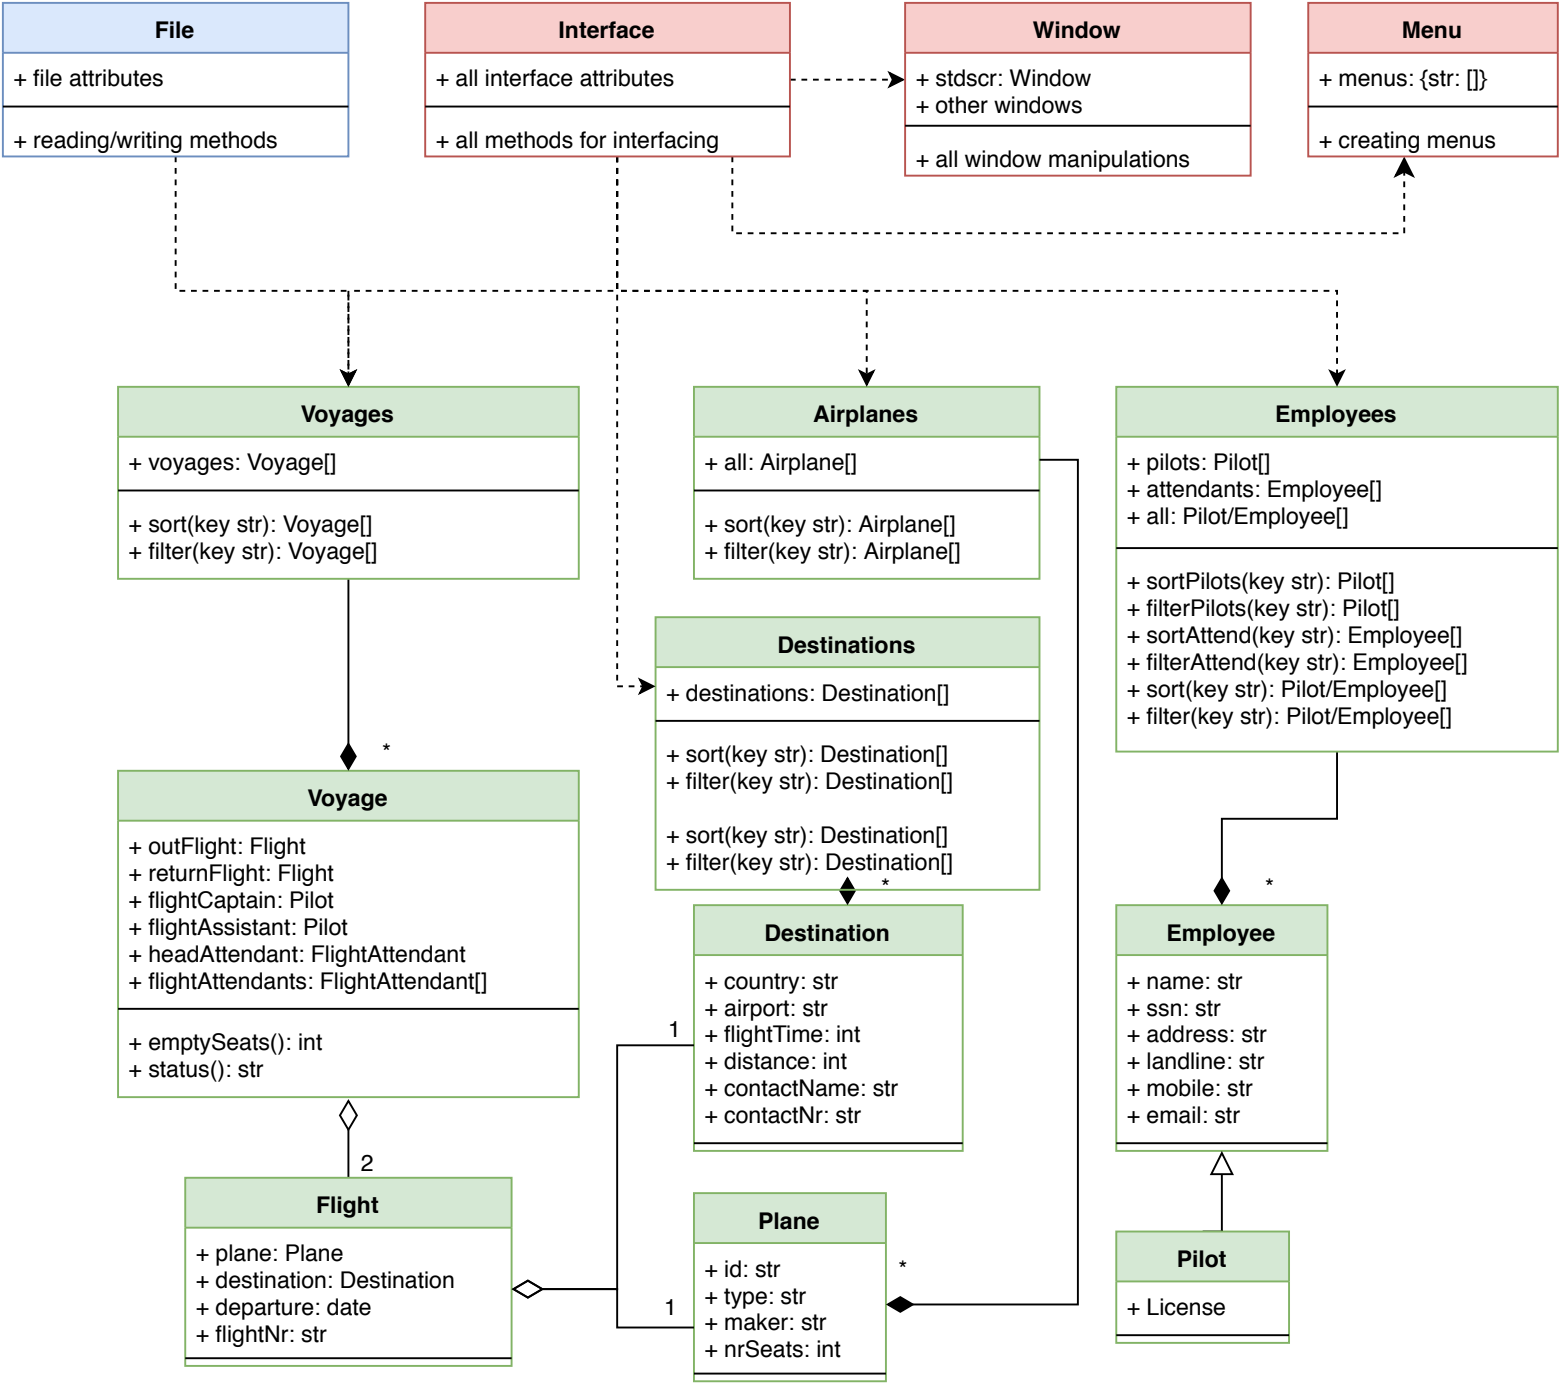 File
+ file attributes
+ reading/writing methods
Interface
+ all interface attributes
+ all methods for interfacing
Window
+ stdscr: Window
+ other windows
+ all window manipulations
Menu
+ menus: {str: []}
+ creating menus
Voyages
+ voyages: Voyage[]
+ sort(key str): Voyage[]
+ filter(key str): Voyage[]
Airplanes
+ all: Airplane[]
+ sort(key str): Airplane[]
+ filter(key str): Airplane[]
Employees
+ pilots: Pilot[]
+ attendants: Employee[]
+ all: Pilot/Employee[]
+ sortPilots(key str): Pilot[]
+ filterPilots(key str): Pilot[]
+ sortAttend(key str): Employee[]
+ filterAttend(key str): Employee[]
+ sort(key str): Pilot/Employee[]
+ filter(key str): Pilot/Employee[]
Destinations
+ destinations: Destination[]
+ sort(key str): Destination[]
+ filter(key str): Destination[]
+ sort(key str): Destination[]
+ filter(key str): Destination[]
*
*
*
Voyage
+ outFlight: Flight
+ returnFlight: Flight
+ flightCaptain: Pilot
+ flightAssistant: Pilot
+ headAttendant: FlightAttendant
+ flightAttendants: FlightAttendant[]
+ emptySeats(): int
+ status(): str
Destination
+ country: str
+ airport: str
+ flightTime: int
+ distance: int
+ contactName: str
+ contactNr: str
Employee
+ name: str
+ ssn: str
+ address: str
+ landline: str
+ mobile: str
+ email: str
1
2
Flight
+ plane: Plane
+ destination: Destination
+ departure: date
+ flightNr: str
1
Plane
+ id: str
+ type: str
+ maker: str
+ nrSeats: int
*
Pilot
+ License